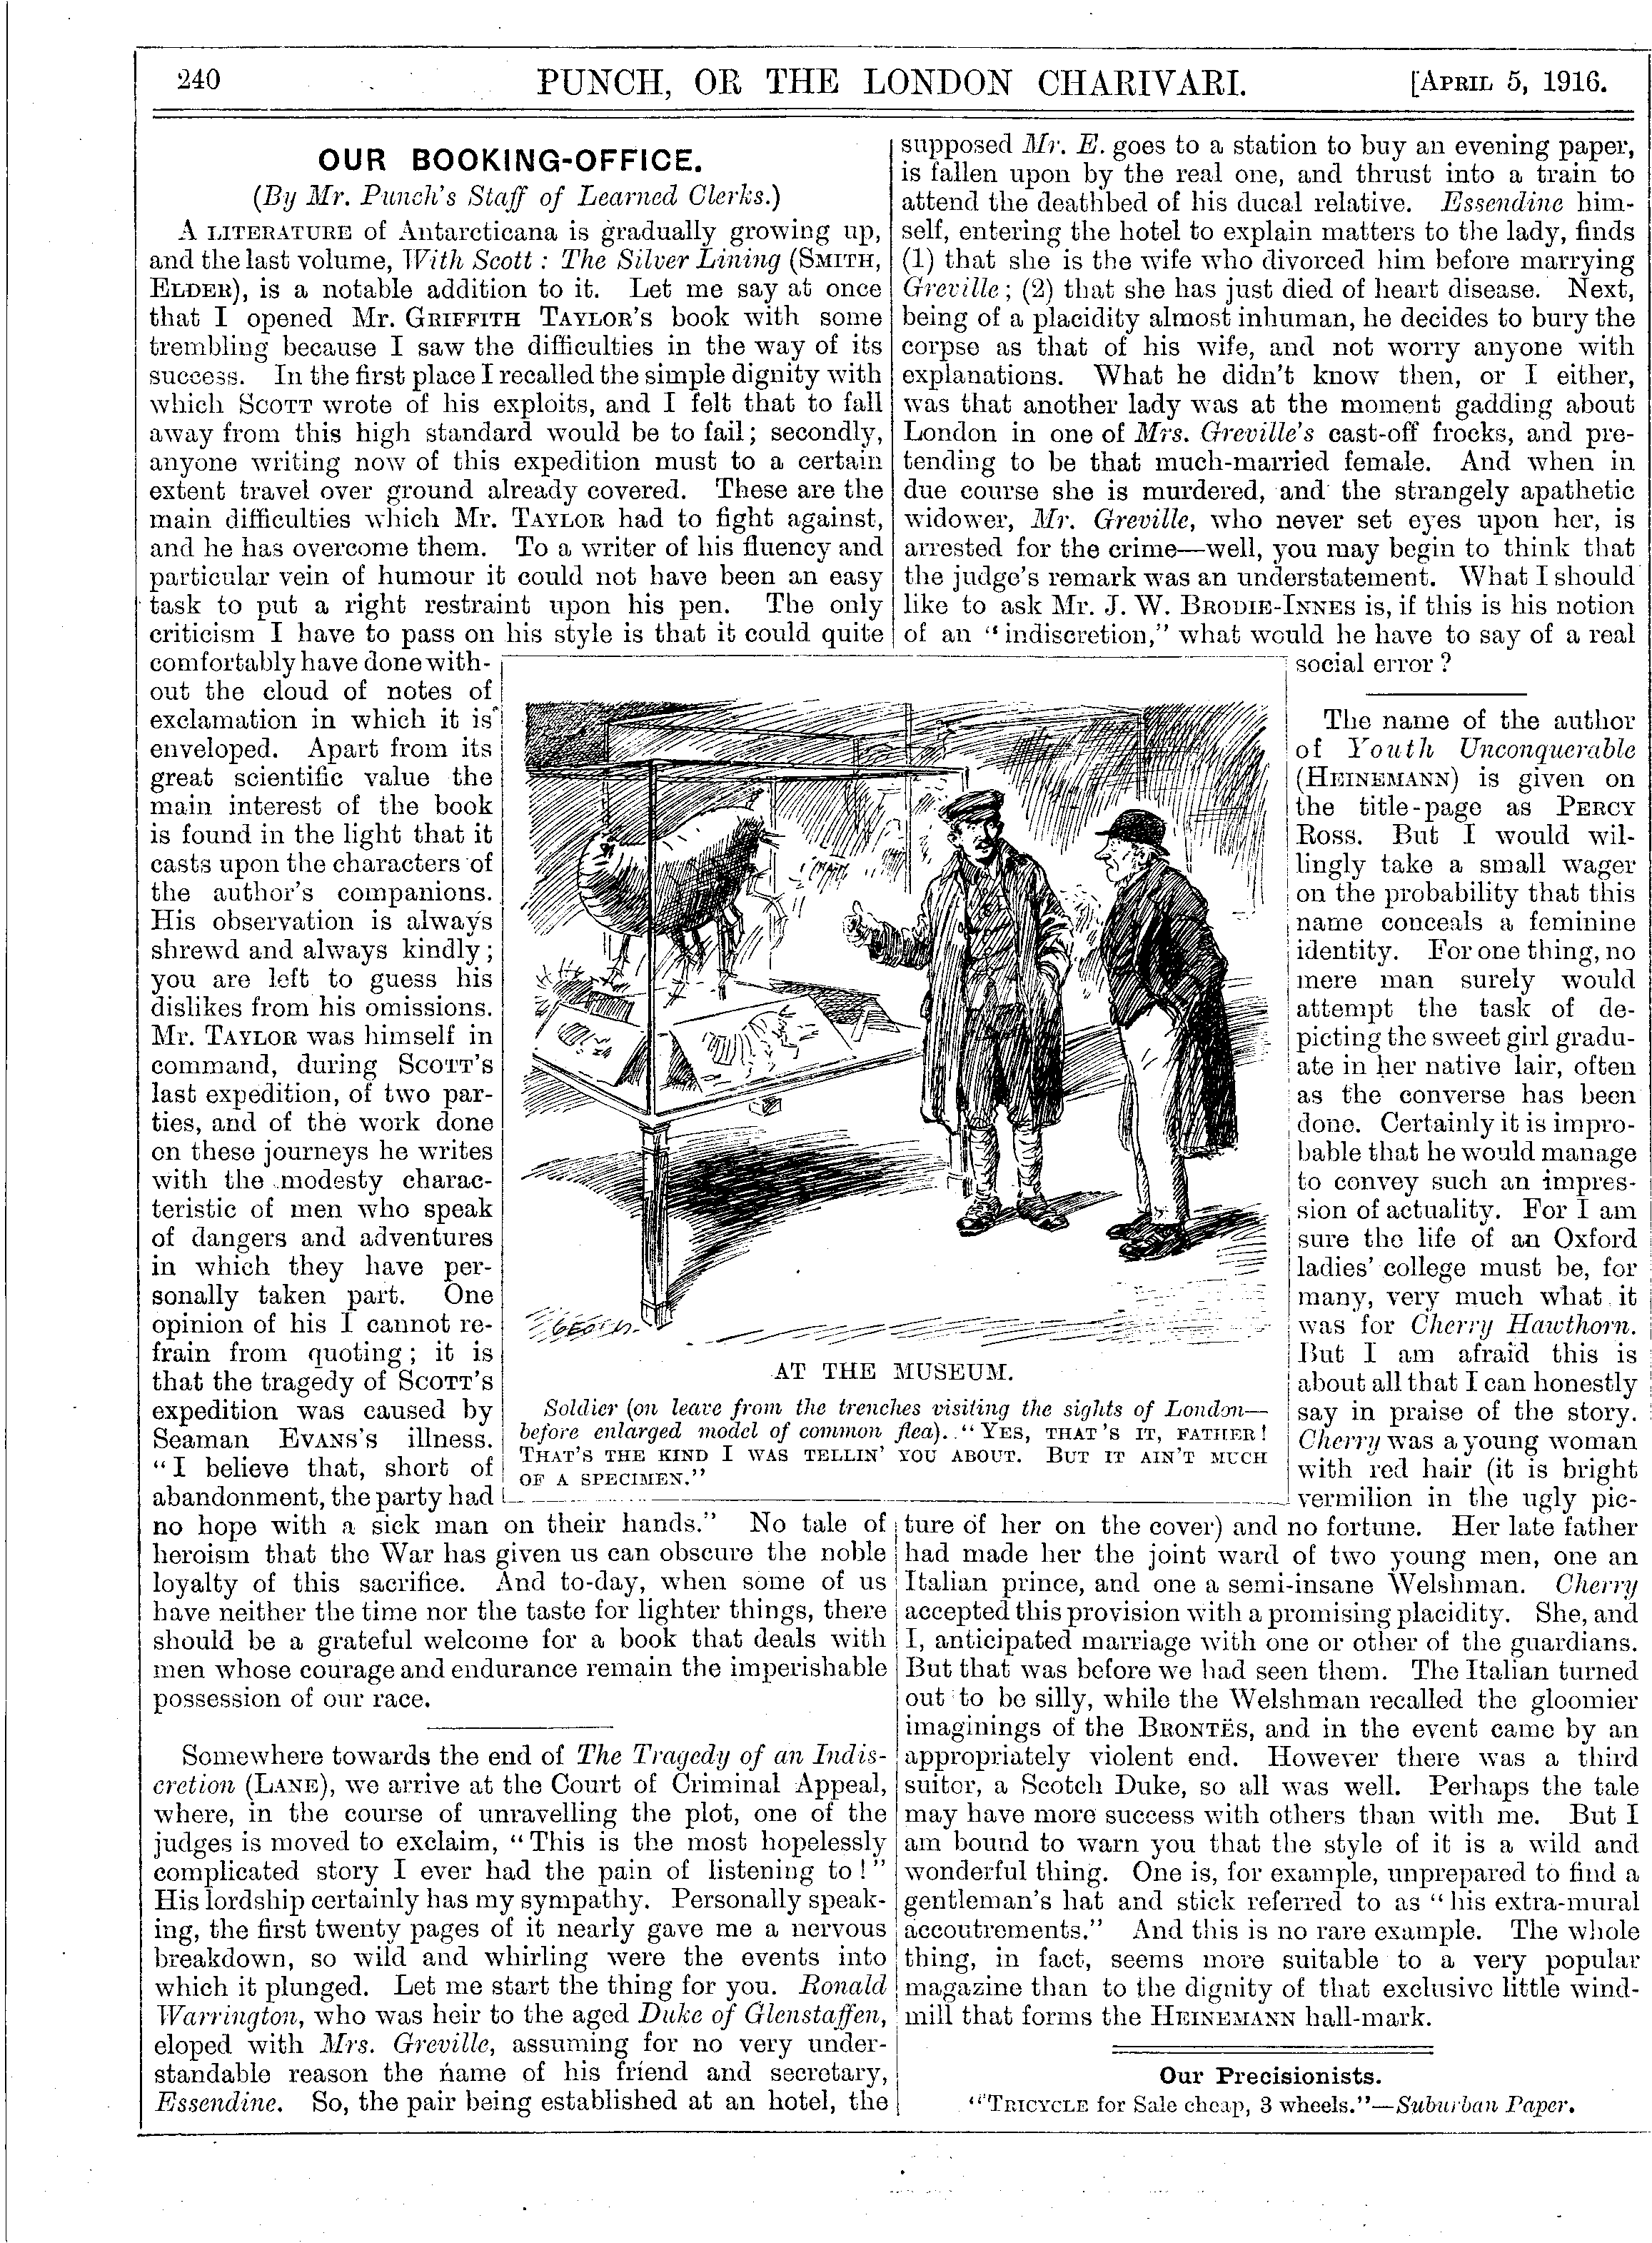 240
PUNCH, OR THE LONDON CHARIVARI.
[APRIL 5, 1916.
OUR BOOKING-OFFICE.
(By Mr. Punch's Staff of Learned Clerks.)
A LITERATURE of Antarcticana is gradually growing up,
and the last volume, With Scott : The Silver Lining (SMITH,
ELDER), is a notable addition to it. Let me say at once
that I opened Mr. GRIFFITH TAYLOR'S book with some
trembling because I saw the difficulties in the way of its
success. In the first place I recalled the simple dignity with
which SCOTT wrote of his exploits, and I felt that to fall
away from this high standard would be to fail; secondly,
anyone writing now of this expedition must to a certain
extent travel over ground already covered. These are the
main difficulties which Mr. TAYLOR had to fight against,
and he has overcome them. To a writer of his fluency and
particular vein of humour it could not have been an easy
task to put a right restraint upon his pen. The only
criticism I have to pass on his style is that it could quite
comfortably have done with-
out the cloud of notes of
exclamation in which it is
enveloped. Apart from its
great scientific value the
main interest of the book
is found in the light that it
casts upon the characters of
the author's companions.
His observation is always
shrewd and always kindly;
you are left to guess his
dislikes from his omissions.
Mr. TAYLOR was himself in
command, during SCOTT'S
last expedition, of two par-
ties, and of the work done
on these journeys he writes
with the modesty charac-
teristic of men who speak
of dangers and adventures
in which they have per-
sonally taken part. One
opinion of his I cannot re-
frain from quoting; it is
that the tragedy of SCOTT'S
expedition was caused by
Seaman EVANS'S illness.
"I believe that, short of
abandonment, the party had
no hope with a sick man on their hands." No tale of
heroism that the War has given us can obscure the noble
loyalty of this sacrifice. And to-day, when some of us
have neither the time nor the taste for lighter things, there
should be a grateful welcome for a book that deals with
men whose courage and endurance remain the imperishable
possession of our race.
Somewhere towards the end of The Tragedy of an Indis-
cretion (LANE), we arrive at the Court of Criminal Appeal,
where, in the course of unravelling the plot, one of the
judges is moved to exclaim, "This is the most hopelessly
complicated story I ever had the pain of listening to!"
His lordship certainly has my sympathy. Personally speak-
ing, the first twenty pages of it nearly gave me a nervous
breakdown, so wild and whirling were the events into
which it plunged. Let me start the thing for you. Ronald
Warrington, who was heir to the aged Duke of Glenstaffen,
eloped with Mrs. Greville, assuming for no very under-
standable reason the name of his friend and secretary,
Essendine. So, the pair being established at an hotel, the
supposed Mr. E. goes to a station to buy an evening paper,
is fallen upon by the real one, and thrust into a train to
attend the deathbed of his ducal relative. Essendine him-
self, entering the hotel to explain matters to the lady, finds
(1) that she is the wife who divorced him before marrying
Greville; (2) that she has just died of heart disease. Next,
being of a placidity almost inhuman, he decides to bury the
corpse as that of his wife, and not worry anyone with
explanations. What he didn't know then, or I either,
was that another lady was at the moment gadding about
London in one of Mrs. Greville's cast-off frocks, and pre-
tending to be that much-married female. And when in
due course she is murdered, and the strangely apathetic
widower, Mr. Greville, who never set eyes upon her, is
arrested for the crime—well, you may begin to think that
the judge's remark was an understatement. What I should
like to ask Mr. J. W. BRODIE-INNES is, if this is his notion
of an "indiscretion," what would he have to say of a real
social error?
The name of the author
of Youth Unconquerable
(HEINEMANN) is given on
the title-page as PERCY
ROSS. But I would wil-
lingly take a small wager
on the probability that this
name conceals a feminine
identity. For one thing, no
mere man surely would
attempt the task of de-
picting the sweet girl gradu-
ate in her native lair, often
as the converse has been
done. Certainly it is impro-
bable that he would manage
to convey such an impres-
sion of actuality. For I am
sure the life of an Oxford
ladies' college must be, for
many, very much what it
was for Cherry Hawthorn.
But I am afraid this is
about all that I can honestly
say in praise of the story.
Cherry was a young woman
with red hair (it is bright
vermilion in the ugly pic-
ture of her on the cover) and no fortune. Her late father
had made her the joint ward of two young men, one an
Italian prince, and one a semi-insane Welshman. Cherry
accepted this provision with a promising placidity. She, and
I, anticipated marriage with one or other of the guardians.
But that was before we had seen them. The Italian turned
out to be silly, while the Welshman recalled the gloomier
imaginings of the BRONTËS, and in the event came by an
appropriately violent end. However there was a third
suitor, a Scotch Duke, so all was well. Perhaps the tale
may have more success with others than with me. But I
am bound to warn you that the style of it is a wild and
wonderful thing. One is, for example, unprepared to find a
gentleman's hat and stick referred to as "his extra-mural
accoutrements." And this is no rare example. The whole
thing, in fact, seems more suitable to a very popular
magazine than to the dignity of that exclusive little wind-
mill that forms the HEINEMANN hall-mark.
AT THE MUSEUM.
Soldier (on leave from the trenches visiting the sights of London—
before enlarged model of common flea). "YES, THAT'S IT, FATHER!
THAT'S THE KIND I WAS TELLIN' YOU ABOUT. BUT IT AIN'T MUCH
OF A SPECIMEN."
Our Precisionists.
"TRICYCLE for Sale cheap, 3 wheels."—Suburban Paper.